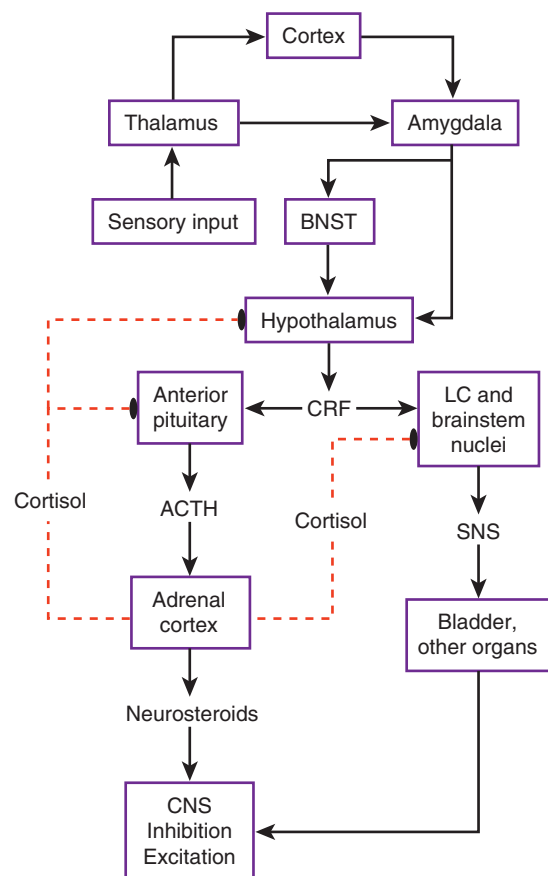 Cortex
Thalamus
Amygdala
Sensory input
BNST
Hypothalamus
Anterior
pituitary
CRF
LC and
brainstem
nuclei
Cortisol
ACTH
Cortisol
SNS
Adrenal
cortex
Bladder,
other organs
Neurosteroids
CNS
Inhibition
Excitation